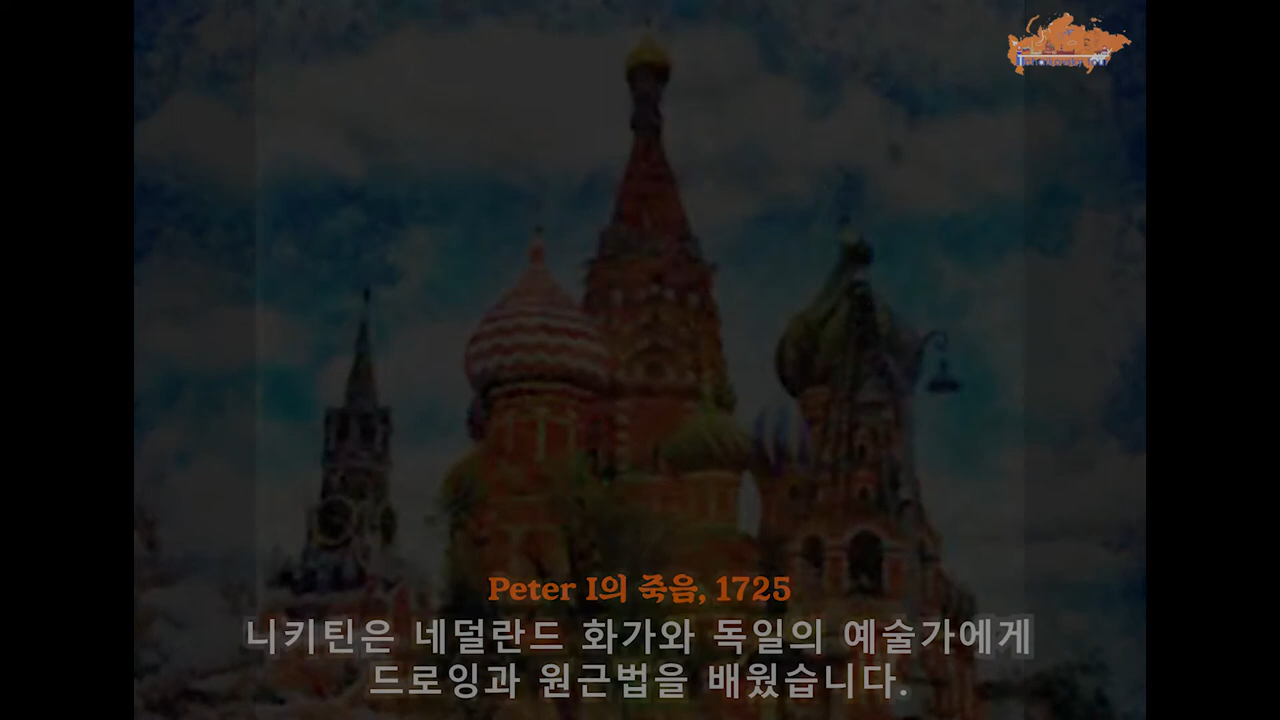 Peter I의 죽음, 1725
니키틴은 네덜란드 화가와 독일의 예술가에게
드로잉과 원근법을 배웠습니다.